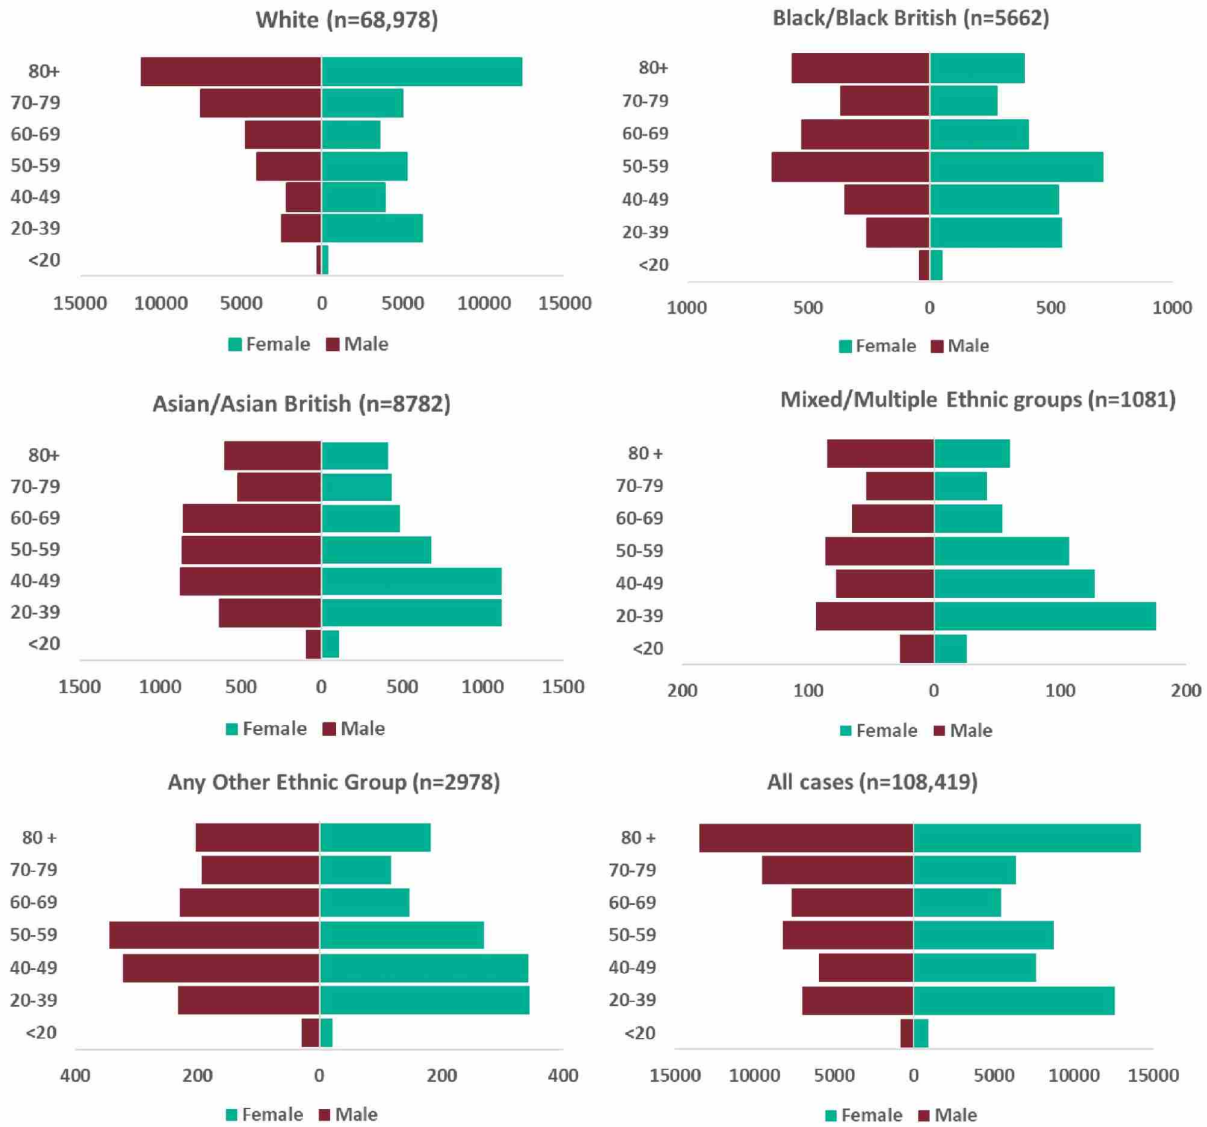 White (n=68,978)
80+
70-79
60-69
50-59
40-49
20-39
<20
15000 10000 5000 0 5000 10000 15000
Female Male
Black/Black British (n=5662)
80+
70-79
60-69
50-59
40-49
20-39
<20
1000 500 0 500 1000
Female Male
Asian/Asian British (n=8782)
80+
70-79
60-69
50-59
40-49
20-39
<20
1500 1000 500 0 500 1000 1500
Female Male
Mixed/Multiple Ethnic groups (n=1081)
80 +
70-79
60-69
50-59
40-49
20-39
<20
200 100 0 100 200
Female Male
Any Other Ethnic Group (n=2978)
80 +
70-79
60-69
50-59
40-49
20-39
<20
400 200 0 200 400
Female Male
All cases (n=108,419)
80 +
70-79
60-69
50-59
40-49
20-39
<20
15000 10000 5000 0 5000 10000 15000
Female Male